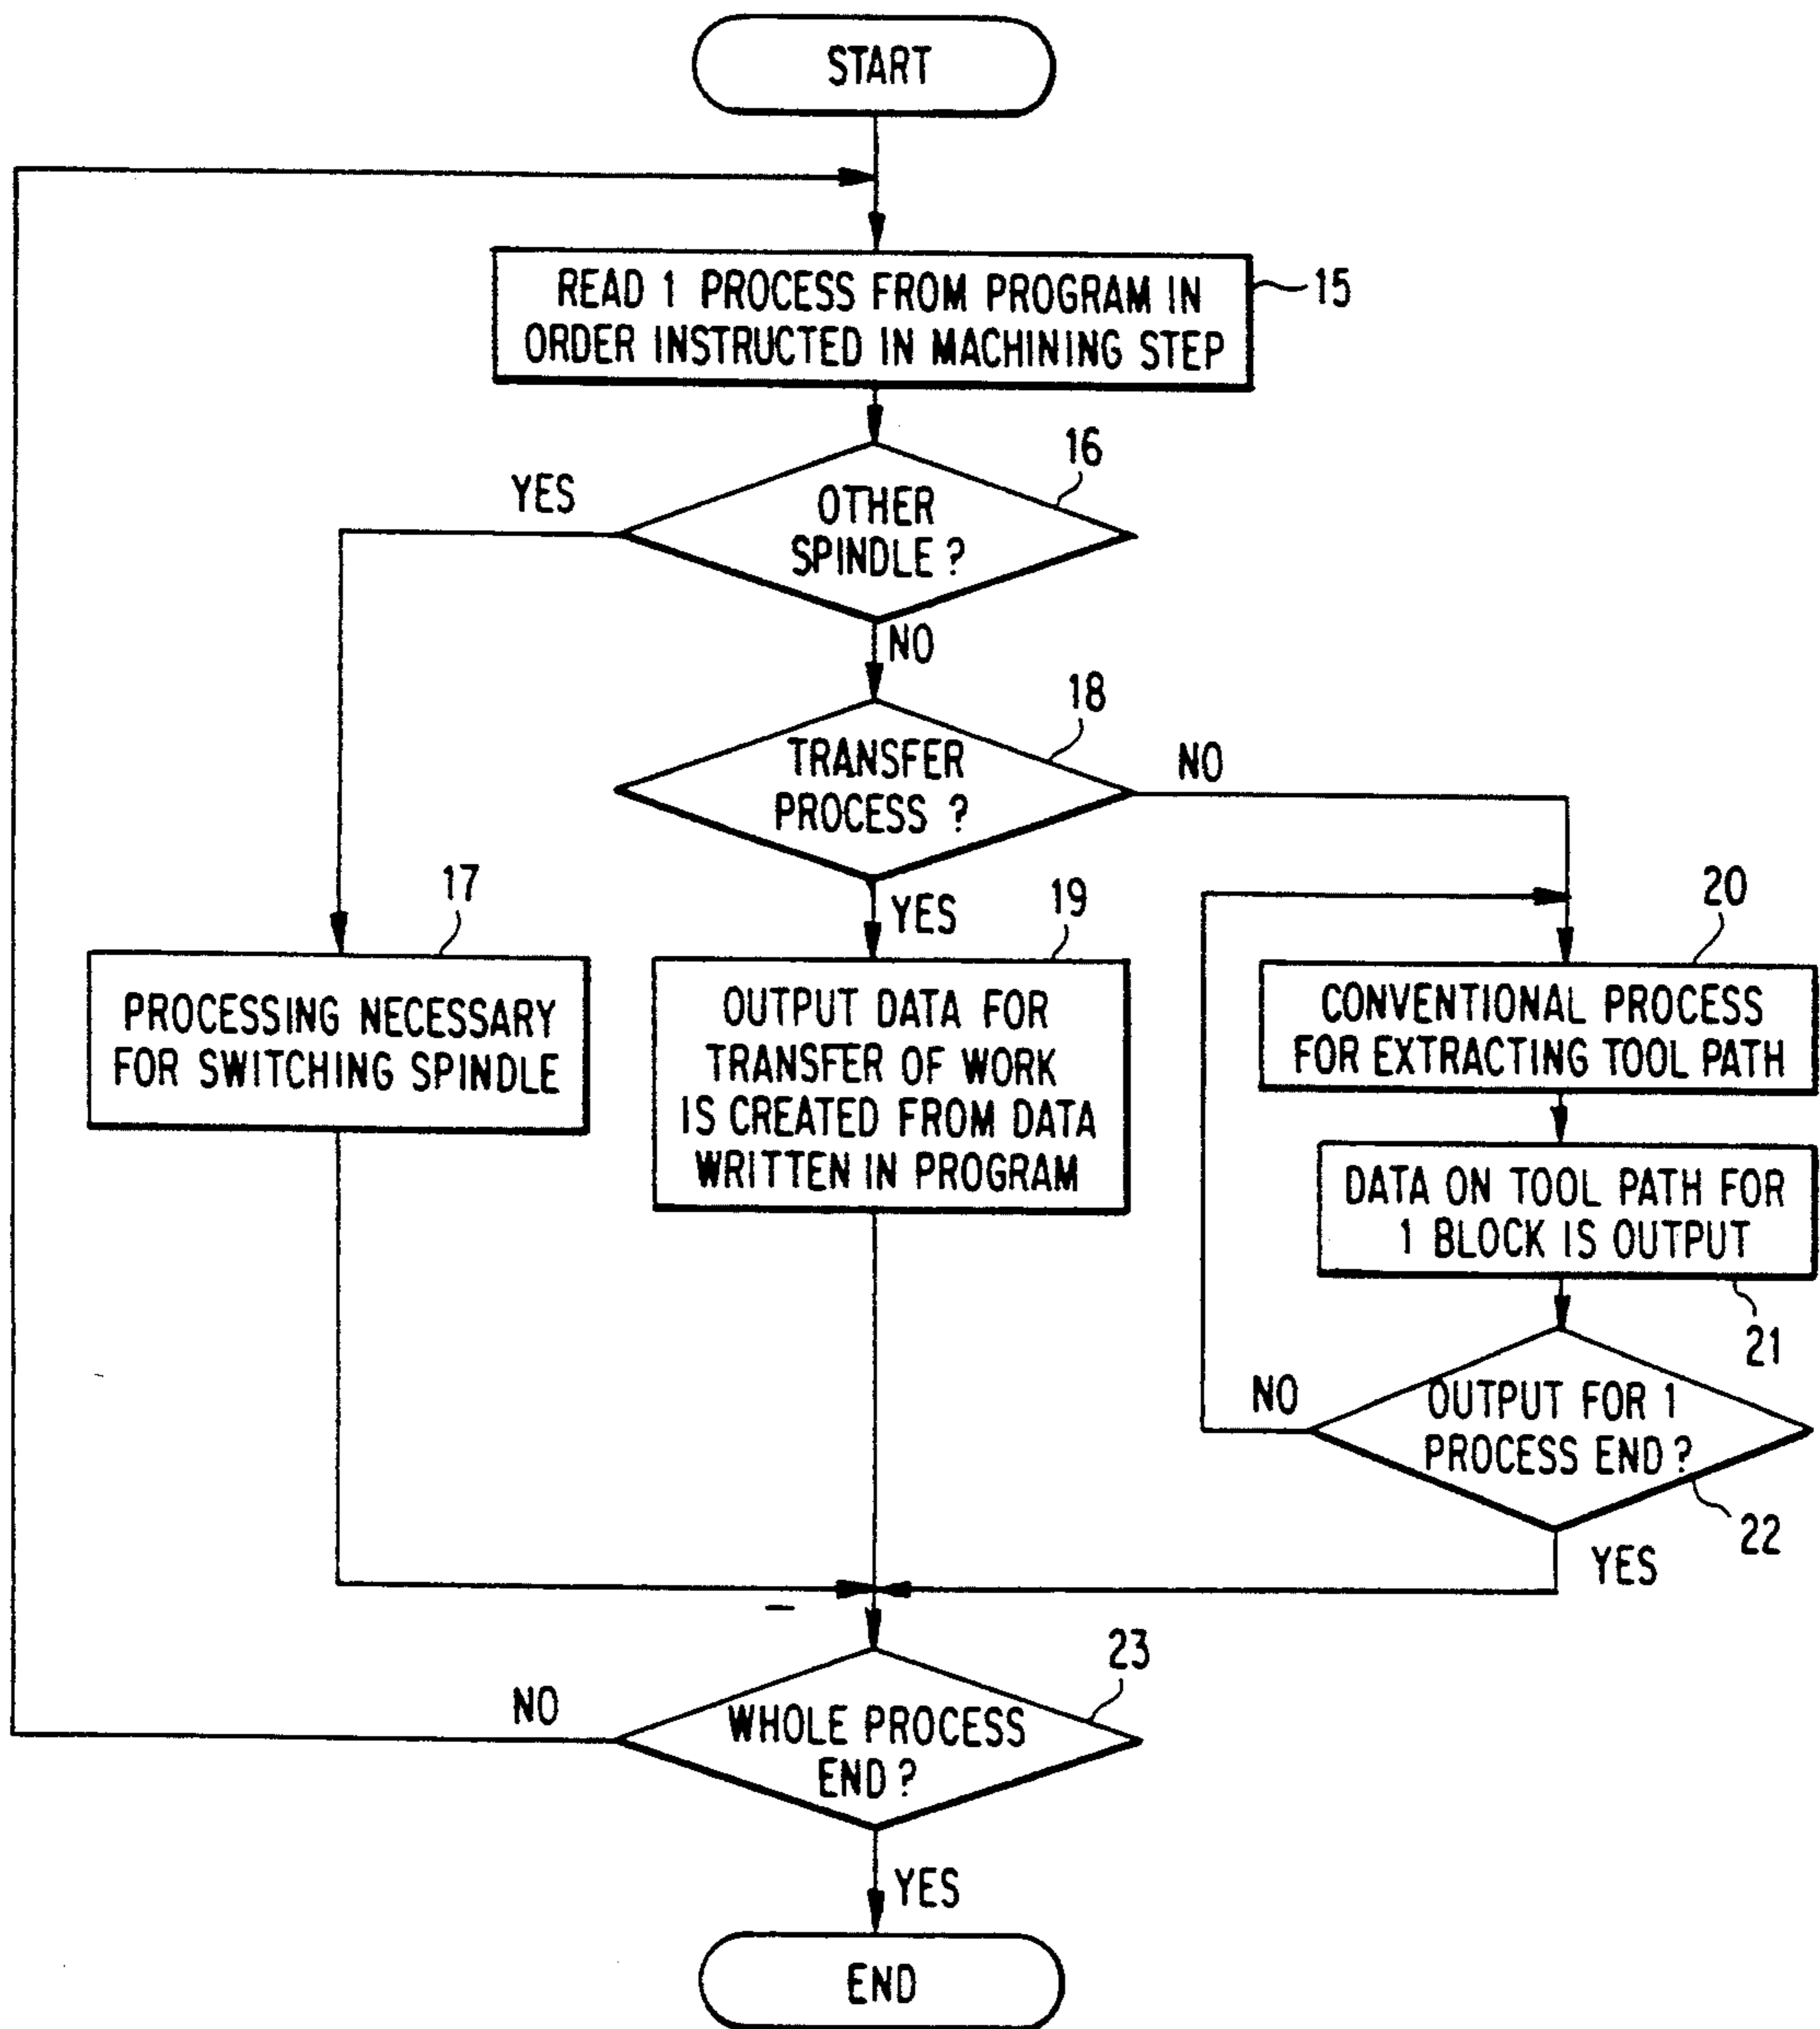 START
READ 1 PROCESS FROM PROGRAM IN
ORDER INSTRUCTED IN MACHINING STEP
15
16
YES
OTHER
SPINDLE ?
NO
18
TRANSFER
PROCESS ?
NO
17
YES
19
20
PROCESSING NECESSARY
FOR SWITCHING SPINDLE
OUTPUT DATA FOR
TRANSFER OF WORK
IS CREATED FROM DATA
WRITTEN IN PROGRAM
CONVENTIONAL PROCESS
FOR EXTRACTING TOOL PATH
DATA ON TOOL PATH FOR
1 BLOCK IS OUTPUT
21
NO
OUTPUT FOR 1
PROCESS END ?
22
YES
23
NO
WHOLE PROCESS
END ?
YES
END